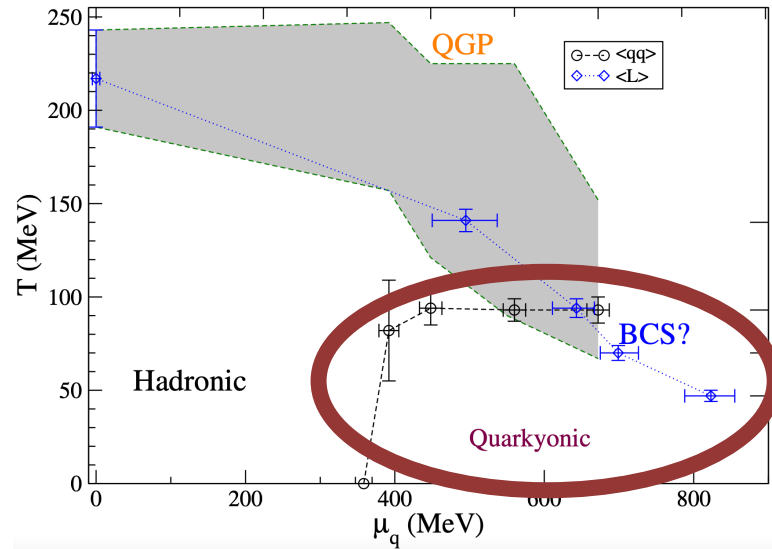 250
200
150
100
50
0
T (MeV)
QGP
<qq>
<L>
BCS?
Hadronic
Quarkyonic
0
200
400
600
800
μq (MeV)